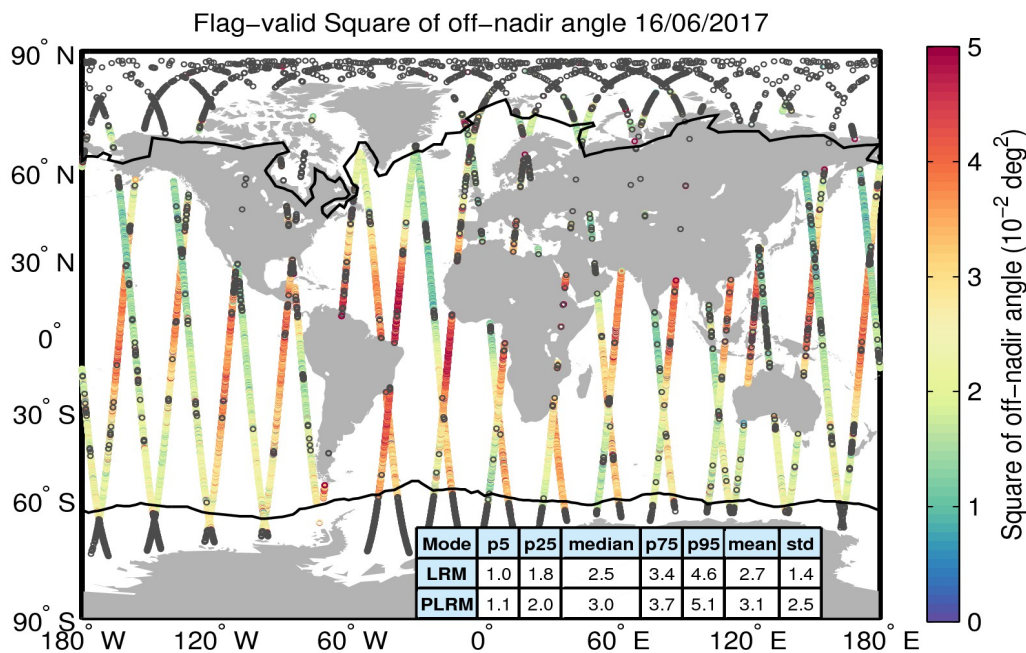 Flag−valid Square of off−nadir angle 16/06/2017
90° N
60° N
30° N
0°
30° S
60° S
90° S
180° W
120° W
60° W
0°
60° E
120° E
180° E
Mode p5 p25 median p75 p95 mean std
LRM 1.0 1.8 2.5 3.4 4.6 2.7 1.4
PLRM 1.1 2.0 3.0 3.7 5.1 3.1 2.5
5
4
3
2
1
0
Square of off−nadir angle (10⁻² deg²)